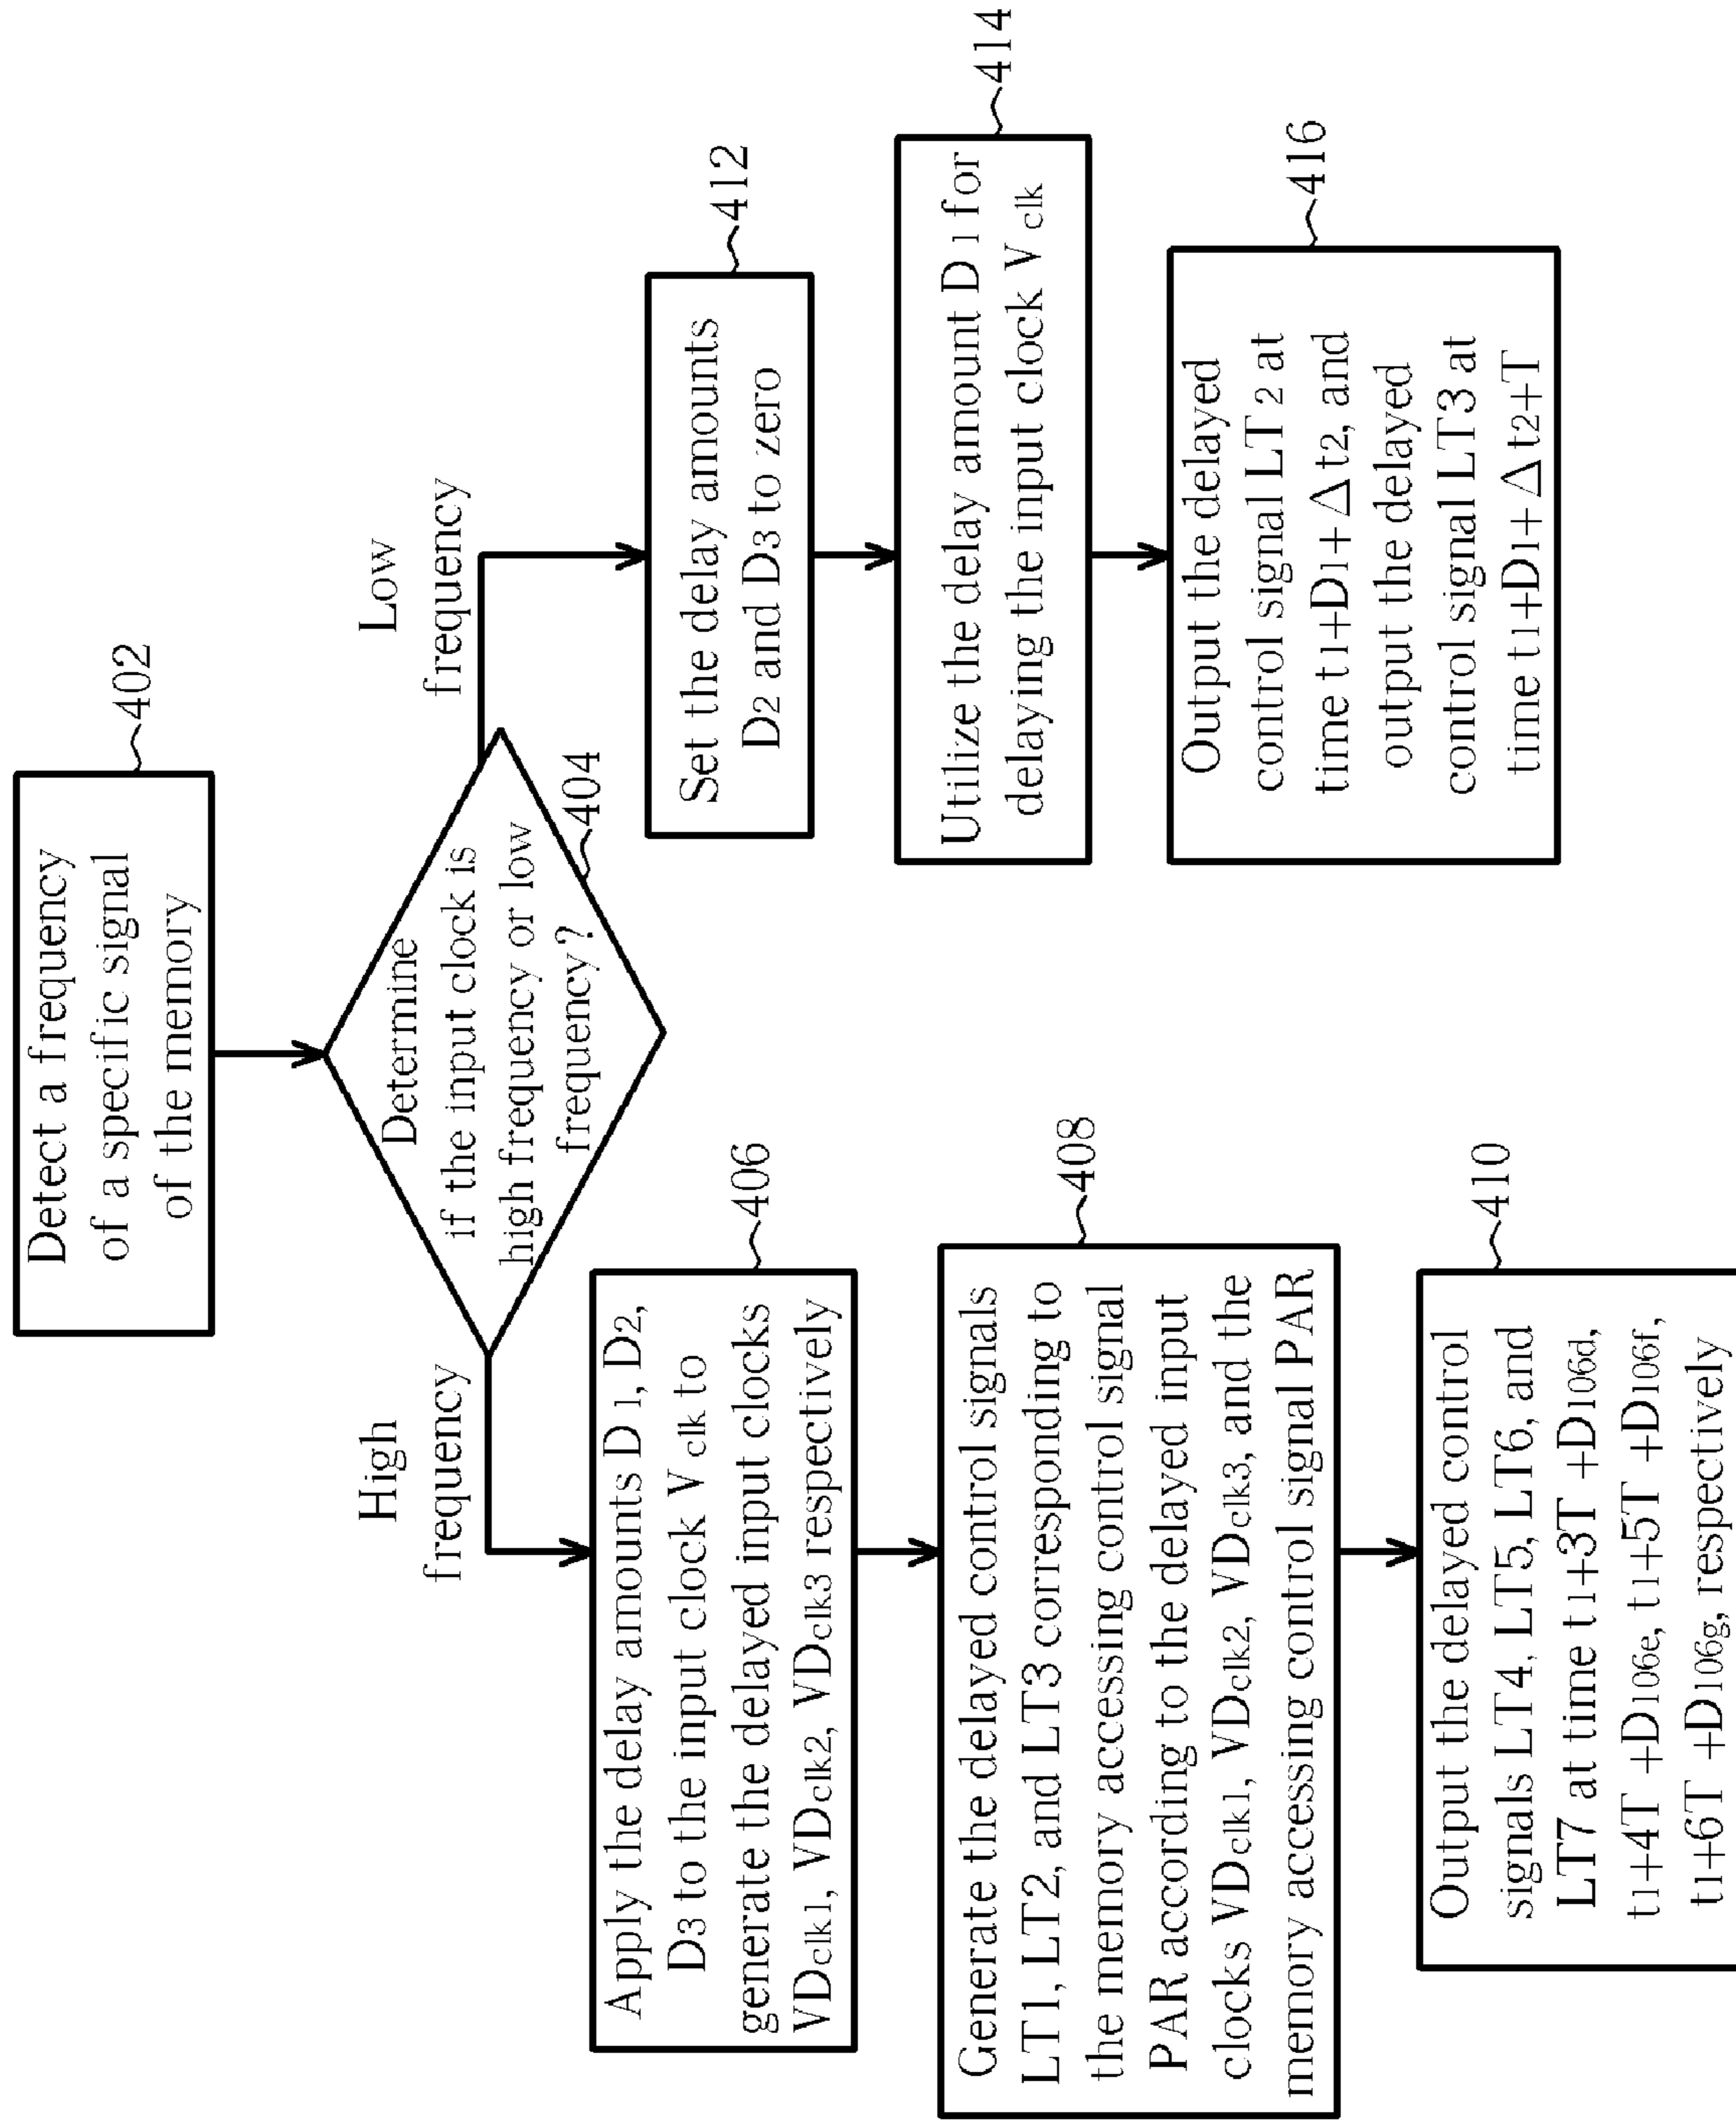 Detect a frequency
of a specific signal
of the memory
402
Determine
if the input clock is
high frequency or low
frequency?
404
High
frequency
Low
frequency
Apply the delay amounts D1, D2,
D3 to the input clock Vclk to
generate the delayed input clocks
VDclk1, VDclk2, VDclk3 respectively
406
Generate the delayed control signals
LT1, LT2, and LT3 corresponding to
the memory accessing control signal
PAR according to the delayed input
clocks VDclk1, VDclk2, VDclk3, and the
memory accessing control signal PAR
408
Output the delayed control
signals LT4, LT5, LT6, and
LT7 at time t1+3T +D106d,
t1+4T +D106e, t1+5T +D106f,
t1+6T +D106g, respectively
410
Set the delay amounts
D2 and D3 to zero
412
Utilize the delay amount D1 for
delaying the input clock Vclk
414
Output the delayed
control signal LT2 at
time t1+D1+Δt2, and
output the delayed
control signal LT3 at
time t1+D1+Δt2+T
416